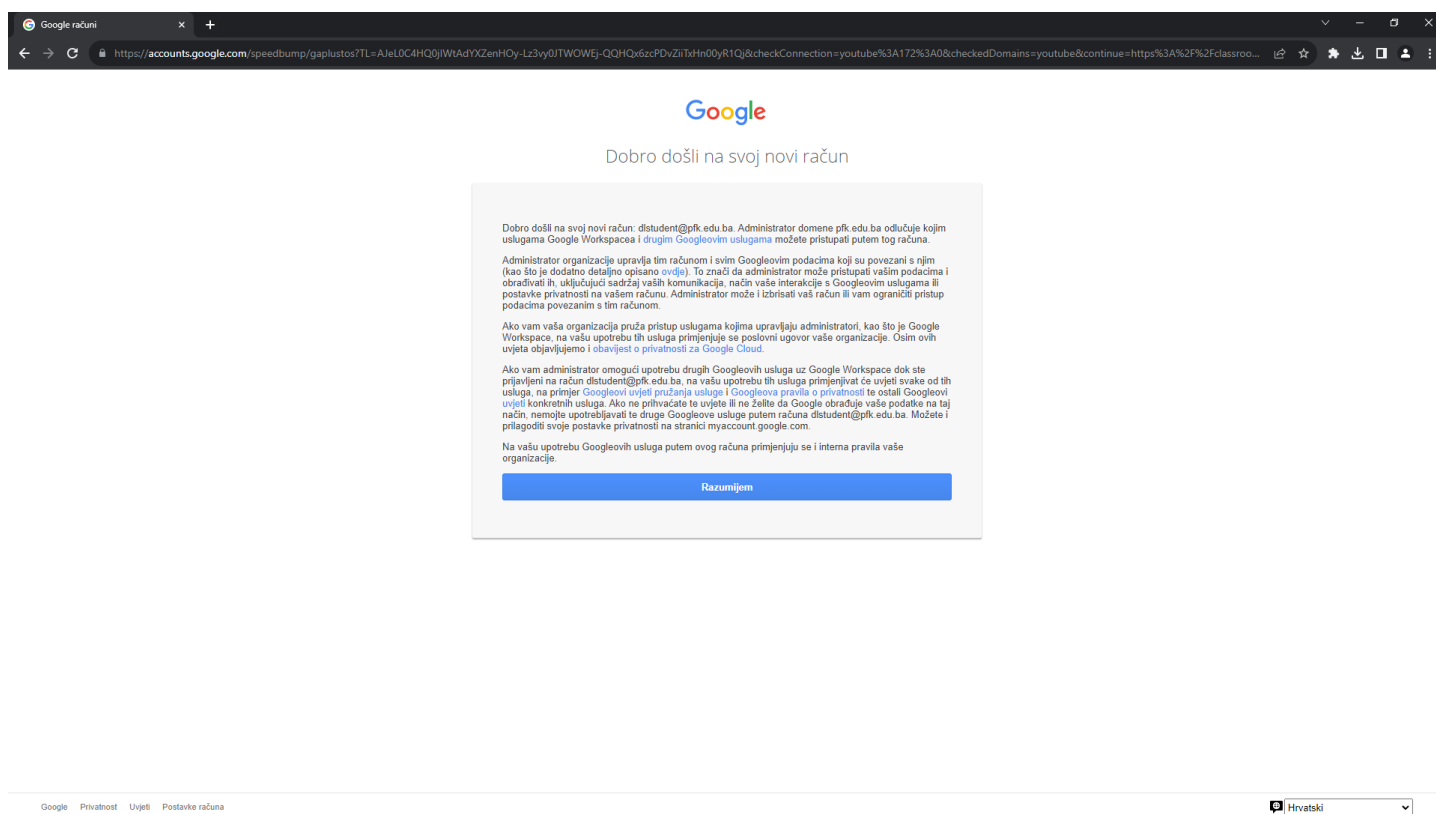 Google računi
https://accounts.google.com/speedbump/gaplustos?TL=AJeL0C4HQ0jIWtAdYXZenHOy-Lz3vy0JTWOWEj-QQHQx6zcPDvZiiTxHn00yR1Qj&checkConnection=youtube%3A172%3A0&checkedDomains=youtube&continue=https%3A%2F%2Fclassroo...
Google
Dobro došli na svoj novi račun
Dobro došli na svoj novi račun: dlstudent@pfk.edu.ba. Administrator domene pfk.edu.ba odlučuje kojim
uslugama Google Workspacea i drugim Googleovim uslugama možete pristupati putem tog računa.
Administrator organizacije upravlja tim računom i svim Googleovim podacima koji su povezani s njim
(kao što je dodatno detaljno opisano ovdje). To znači da administrator može pristupati vašim podacima i
obrađivati ih, uključujući sadržaj vaših komunikacija, način vaše interakcije s Googleovim uslugama ili
postavke privatnosti na vašem računu. Administrator može i izbrisati vaš račun ili vam ograničiti pristup
podacima povezanim s tim računom.
Ako vam vaša organizacija pruža pristup uslugama kojima upravljaju administratori, kao što je Google
Workspace, na vašu upotrebu tih usluga primjenjuje se poslovni ugovor vaše organizacije. Osim ovih
uvjeta objavljujemo i obavijest o privatnosti za Google Cloud.
Ako vam administrator omogući upotrebu drugih Googleovih usluga uz Google Workspace dok ste
prijavljeni na račun dlstudent@pfk.edu.ba, na vašu upotrebu tih usluga primjenjivat će uvjeti svake od tih
usluga, na primjer Googleovi uvjeti pružanja usluge i Googleova pravila o privatnosti te ostali Googleovi
uvjeti konkretnih usluga. Ako ne prihvaćate te uvjete ili ne želite da Google obrađuje vaše podatke na taj
način, nemojte upotrebljavati te druge Googleove usluge putem računa dlstudent@pfk.edu.ba. Možete i
prilagoditi svoje postavke privatnosti na stranici myaccount.google.com.
Na vašu upotrebu Googleovih usluga putem ovog računa primjenjuju se i interna pravila vaše
organizacije.
Razumijem
Google Privatnost Uvjeti Postavke računa
Hrvatski